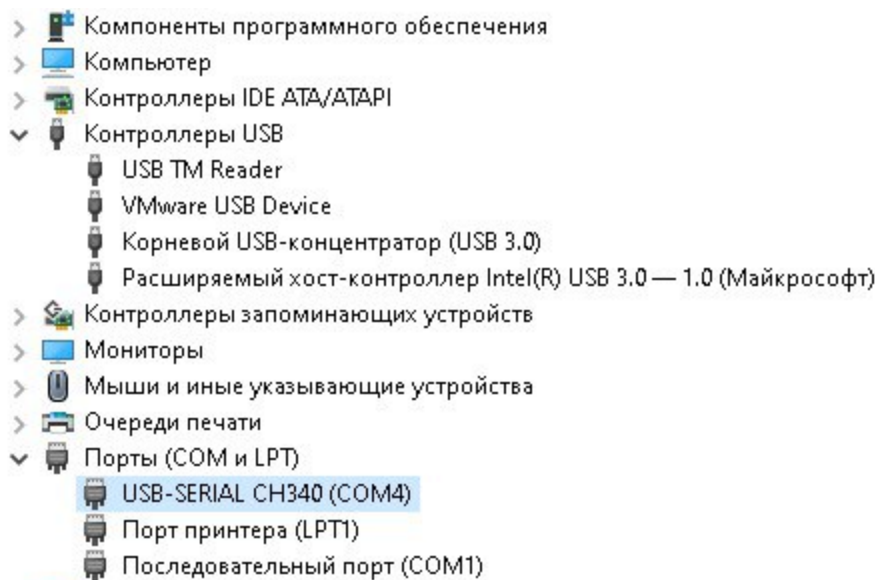 Компоненты программного обеспечения
Компьютер
Контроллеры IDE ATA/ATAPI
Контроллеры USB
USB TM Reader
VMware USB Device
Корневой USB-концентратор (USB 3.0)
Расширяемый хост-контроллер Intel(R) USB 3.0 — 1.0 (Майкрософт)
Контроллеры запоминающих устройств
Мониторы
Мыши и иные указывающие устройства
Очереди печати
Порты (COM и LPT)
USB-SERIAL CH340 (COM4)
Порт принтера (LPT1)
Последовательный порт (COM1)